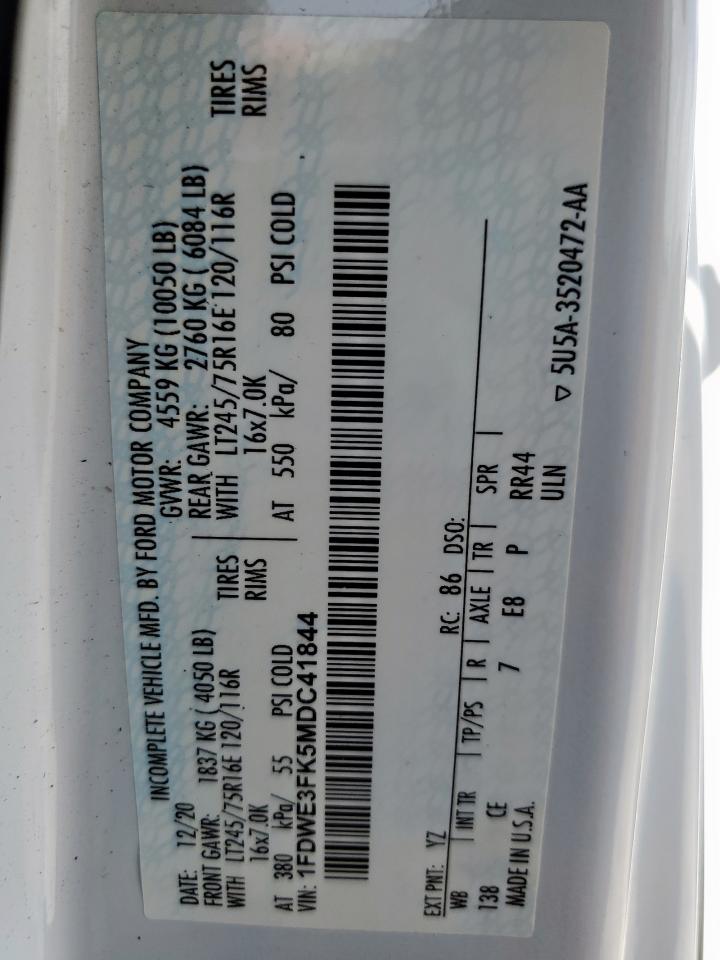 INCOMPLETE VEHICLE MFD. BY FORD MOTOR COMPANY
DATE: 12/20 GVWR: 4559 KG (10050 LB)
FRONT GAWR: 1837 KG ( 4050 LB) REAR GAWR: 2760 KG ( 6084 LB)
WITH LT245/75R16E 120/116R TIRES WITH LT245/75R16E 120/116R TIRES
16x7.0K RIMS 16x7.0K RIMS
AT 380 kPa/ 55 PSI COLD AT 550 kPa/ 80 PSI COLD
VIN: 1FDWE3FK5MDC41844
EXT PNT: YZ RC: 86 DSO:
WB INT TR TP/PS R AXLE TR SPR
138 CE 7 E8 P RR44
MADE IN U.S.A. ULN
▽ 5U5A-3520472-AA